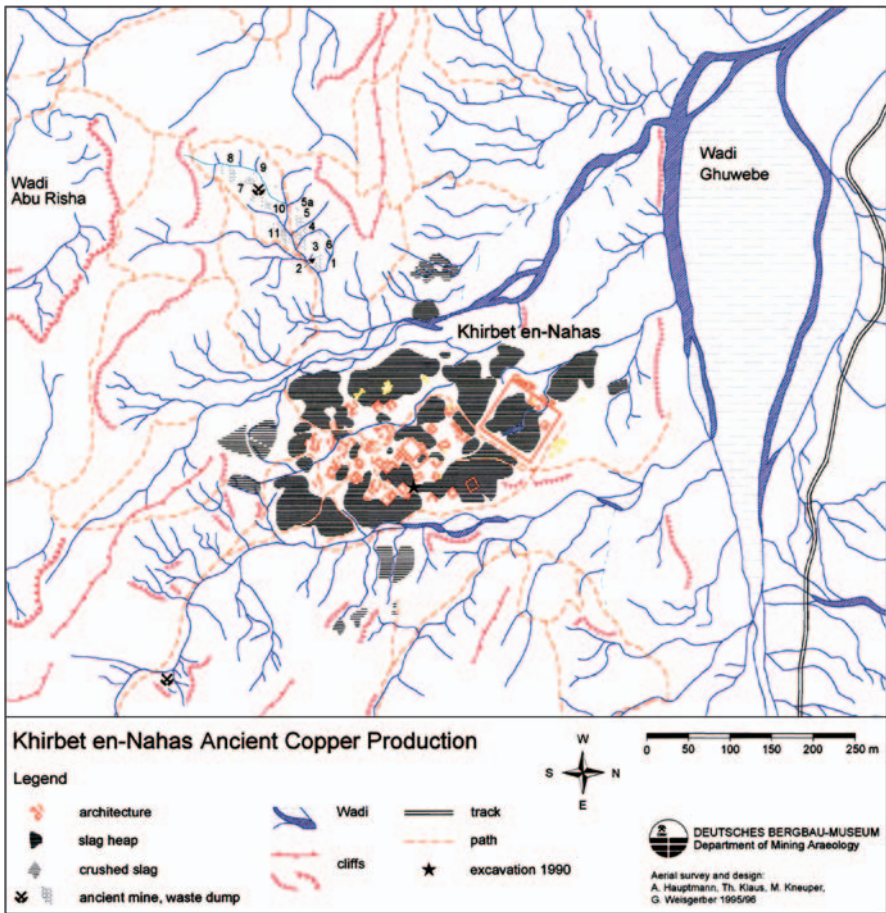 Wadi
Abu Risha
Wadi
Ghuwebe
8
9
7
10
5a
5
4
11
3
6
2
1
Khirbet en-Nahas
Khirbet en-Nahas Ancient Copper Production
Legend
architecture
slag heap
crushed slag
ancient mine, waste dump
Wadi
cliffs
track
path
excavation 1990
W
S N
E
0 50 100 150 200 250 m
DEUTSCHES BERGBAU-MUSEUM
Department of Mining Araeology
Aerial survey and design:
A. Hauptmann, Th. Klaus, M. Kneuper,
G. Weisgerber 1995/96